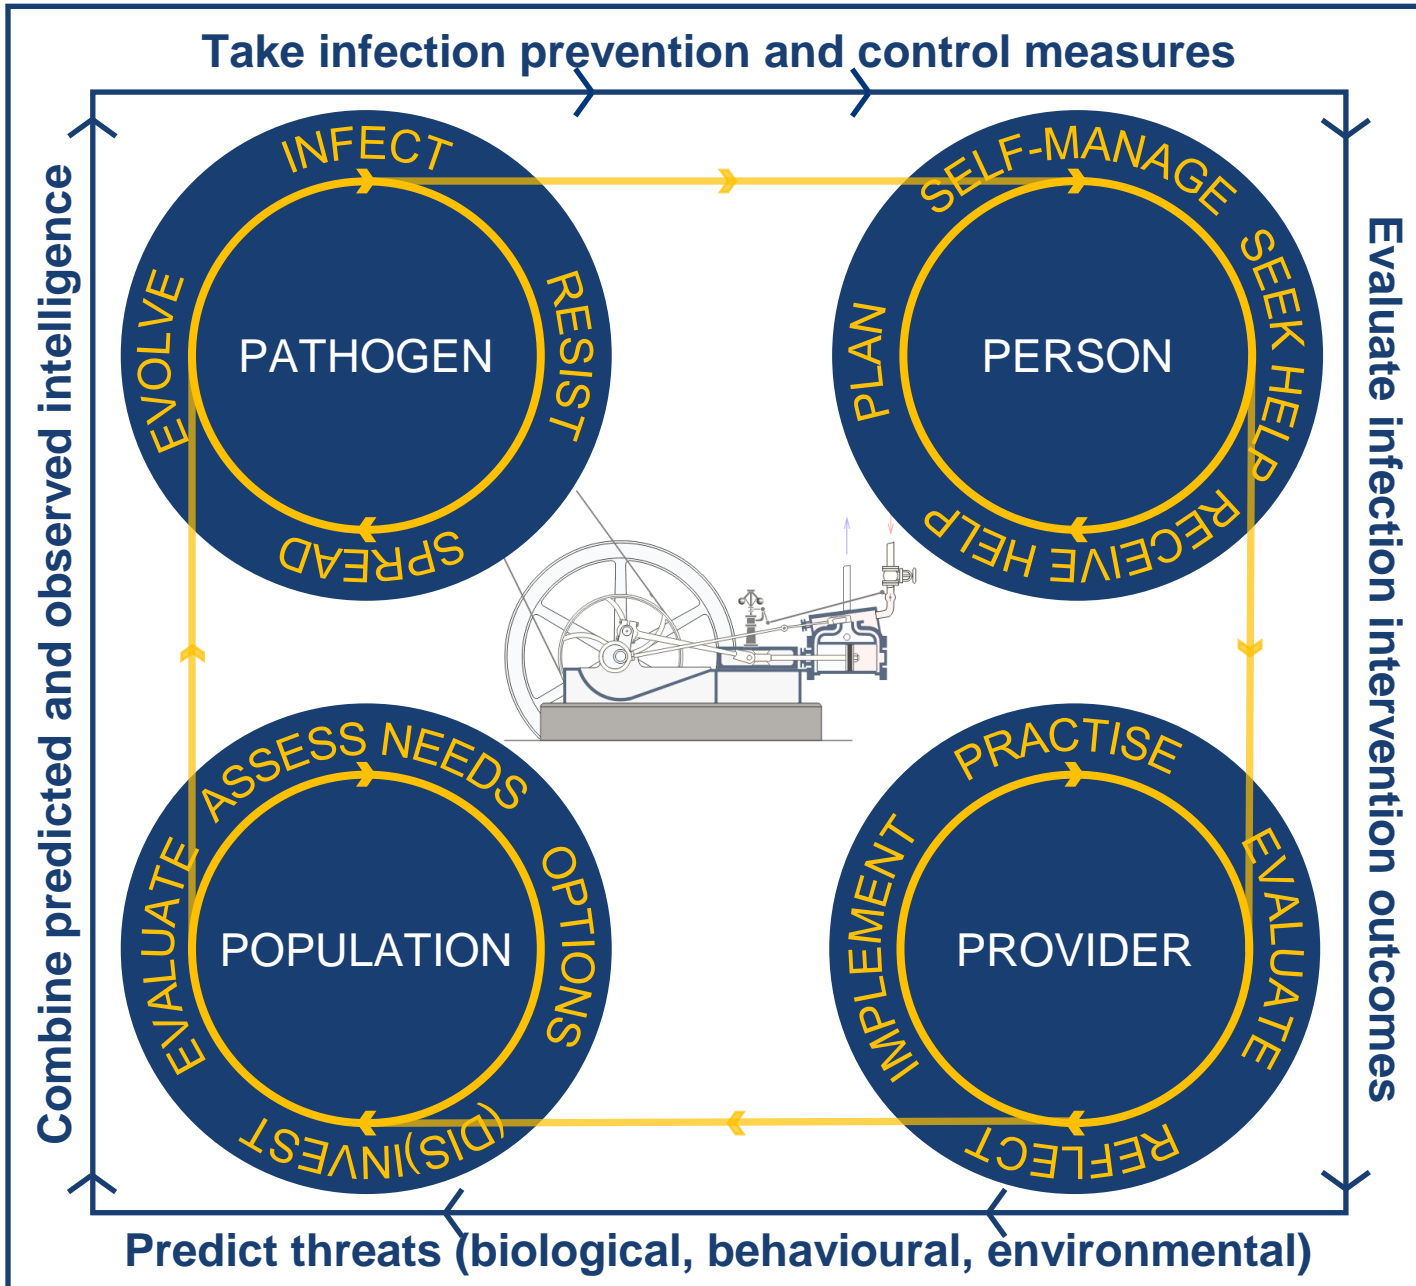 Take infection prevention and control measures
INFECT
RESIST
SPREAD
EVOLVE
PATHOGEN
SELF-MANAGE
SEEK HELP
RECEIVE HELP
PLAN
PERSON
Combine predicted and observed intelligence
Evaluate infection intervention outcomes
ASSESS NEEDS
OPTIONS
(DIS)INVEST
EVALUATE
POPULATION
PRACTISE
EVALUATE
REFLECT
IMPLEMENT
PROVIDER
Predict threats (biological, behavioural, environmental)